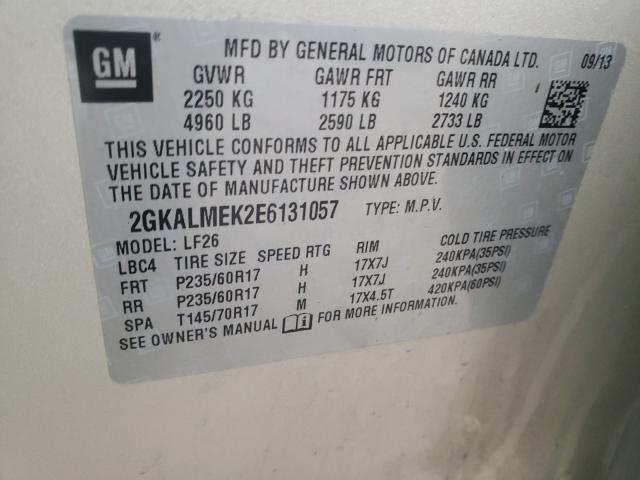 GM ®
MFD BY GENERAL MOTORS OF CANADA LTD. 09/13
GVWR GAWR FRT GAWR RR
2250 KG 1175 KG 1240 KG
4960 LB 2590 LB 2733 LB
THIS VEHICLE CONFORMS TO ALL APPLICABLE U.S. FEDERAL MOTOR
VEHICLE SAFETY AND THEFT PREVENTION STANDARDS IN EFFECT ON
THE DATE OF MANUFACTURE SHOWN ABOVE.
2GKALMEK2E6131057 TYPE: M.P.V.
MODEL: LF26
LBC4 TIRE SIZE SPEED RTG RIM COLD TIRE PRESSURE
FRT P235/60R17 H 17X7J 240KPA(35PSI)
RR P235/60R17 H 17X7J 240KPA(35PSI)
SPA T145/70R17 M 17X4.5T 420KPA(60PSI)
SEE OWNER'S MANUAL FOR MORE INFORMATION.